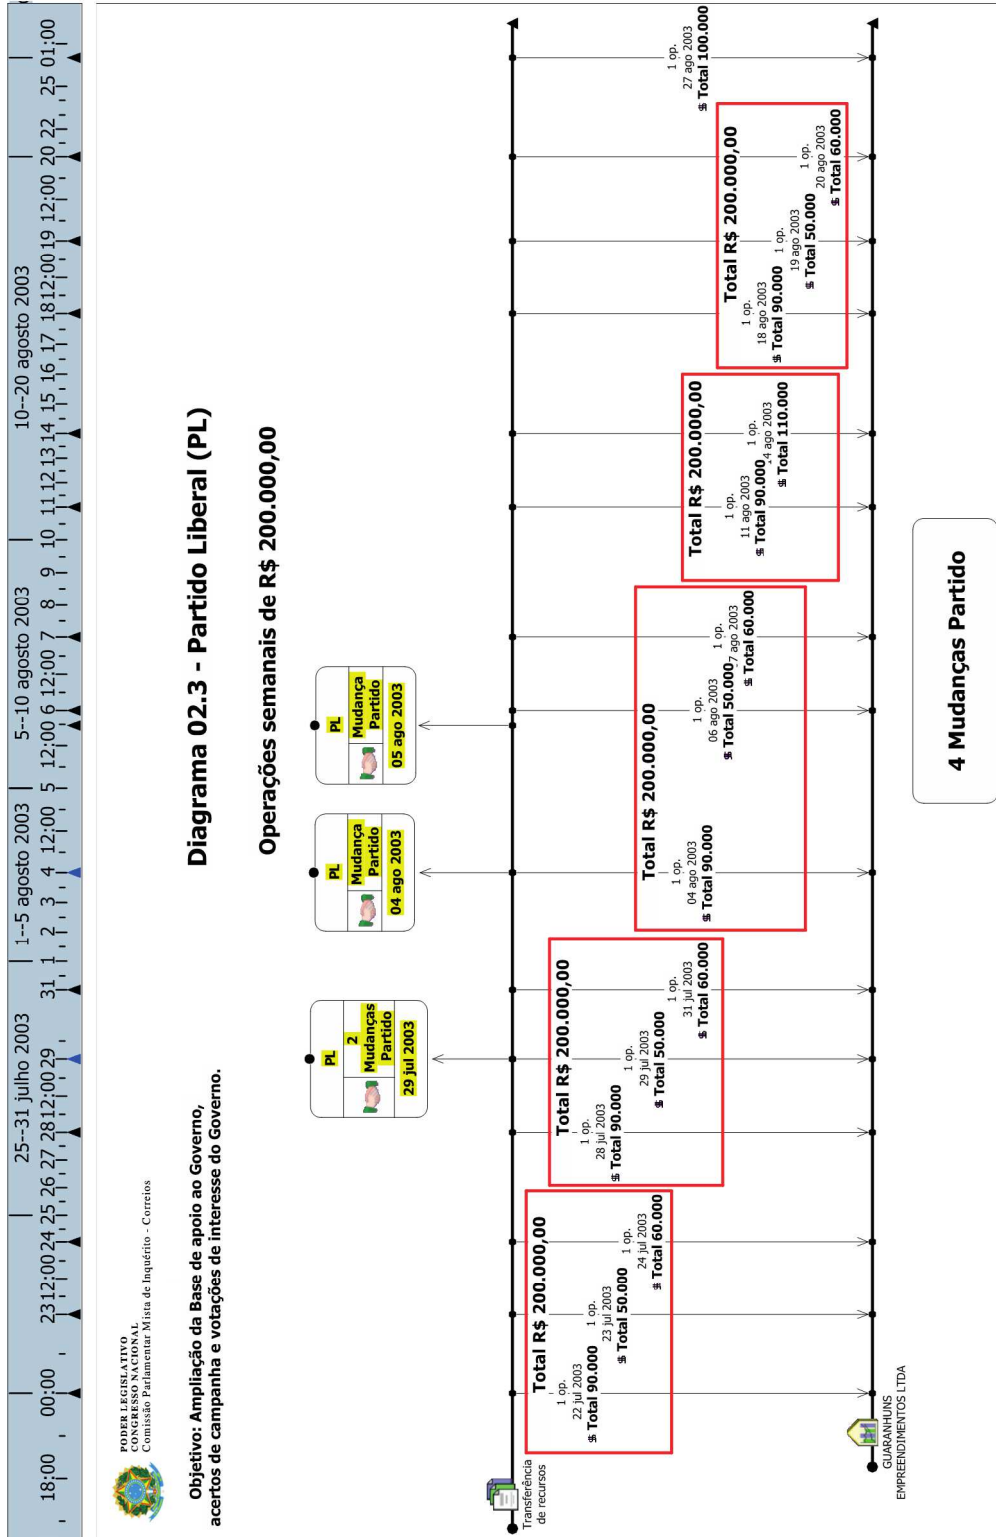 25--31 julho 2003
1--5 agosto 2003
5--10 agosto 2003
10--20 agosto 2003
18:00
00:00
23
12:00
24
25
26
27
28
12:00
29
31
1
2
3
4
12:00
5
12:00
6
12:00
7
8
9
10
11
12
13
14
15
16
17
18
12:00
19
12:00
20
22
25
01:00
PODER LEGISLATIVO
CONGRESSO NACIONAL
Comissão Parlamentar Mista de Inquérito - Correios
Diagrama 02.3 - Partido Liberal (PL)
Objetivo: Ampliação da Base de apoio ao Governo,
acertos de campanha e votações de interesse do Governo.
Operações semanais de R$ 200.000,00
PL
2
Mudanças
Partido
29 jul 2003
PL
Mudança
Partido
04 ago 2003
PL
Mudança
Partido
05 ago 2003
Transferência
de recursos
Total R$ 200.000,00
1 op.
22 jul 2003
$ Total 90.000
1 op.
23 jul 2003
$ Total 50.000
1 op.
24 jul 2003
$ Total 60.000
Total R$ 200.000,00
1 op.
28 jul 2003
$ Total 90.000
1 op.
29 jul 2003
$ Total 50.000
1 op.
31 jul 2003
$ Total 60.000
Total R$ 200.000,00
1 op.
04 ago 2003
$ Total 90.000
1 op.
06 ago 2003
$ Total 50.000
1 op.
7 ago 2003
$ Total 60.000
Total R$ 200.000,00
1 op.
11 ago 2003
$ Total 90.000
1 op.
4 ago 2003
$ Total 110.000
Total R$ 200.000,00
1 op.
18 ago 2003
$ Total 90.000
1 op.
19 ago 2003
$ Total 50.000
1 op.
20 ago 2003
$ Total 60.000
1 op.
27 ago 2003
$ Total 100.000
GUARANHUNS
EMPREENDIMENTOS LTDA
4 Mudanças Partido